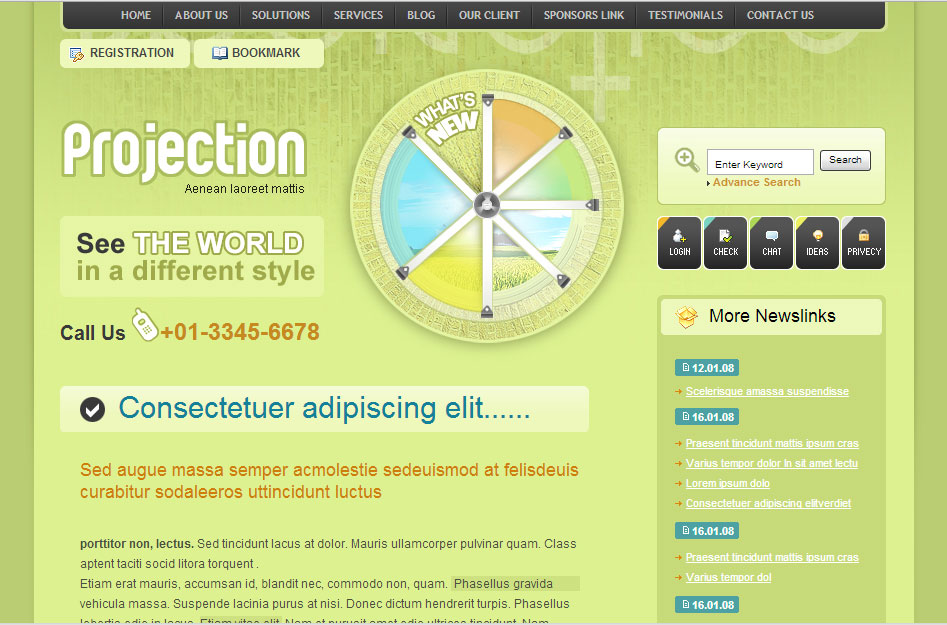 HOME ABOUT US SOLUTIONS SERVICES BLOG OUR CLIENT SPONSORS LINK TESTIMONIALS CONTACT US
REGISTRATION BOOKMARK
WHAT'S
NEW
Projection
Aenean laoreet mattis
Enter Keyword Search
Advance Search
See THE WORLD
in a different style
LOGIN CHECK CHAT IDEAS PRIVECY
Call Us +01-3345-6678
More Newslinks
12.01.08
Scelerisque amassa suspendisse
16.01.08
Praesent tincidunt mattis ipsum cras
Varius tempor dolor In sit amet lectu
Lorem ipsum dolo
Consectetuer adipiscing elitverdiet
16.01.08
Praesent tincidunt mattis ipsum cras
Varius tempor dol
16.01.08
Consectetuer adipiscing elit......
Sed augue massa semper acmolestie sedeuismod at felisdeuis
curabitur sodaleeros uttincidunt luctus
porttitor non, lectus. Sed tincidunt lacus at dolor. Mauris ullamcorper pulvinar quam. Class
aptent taciti socid litora torquent .
Etiam erat mauris, accumsan id, blandit nec, commodo non, quam. Phasellus gravida
vehicula massa. Suspende lacinia purus at nisi. Donec dictum hendrerit turpis. Phasellus